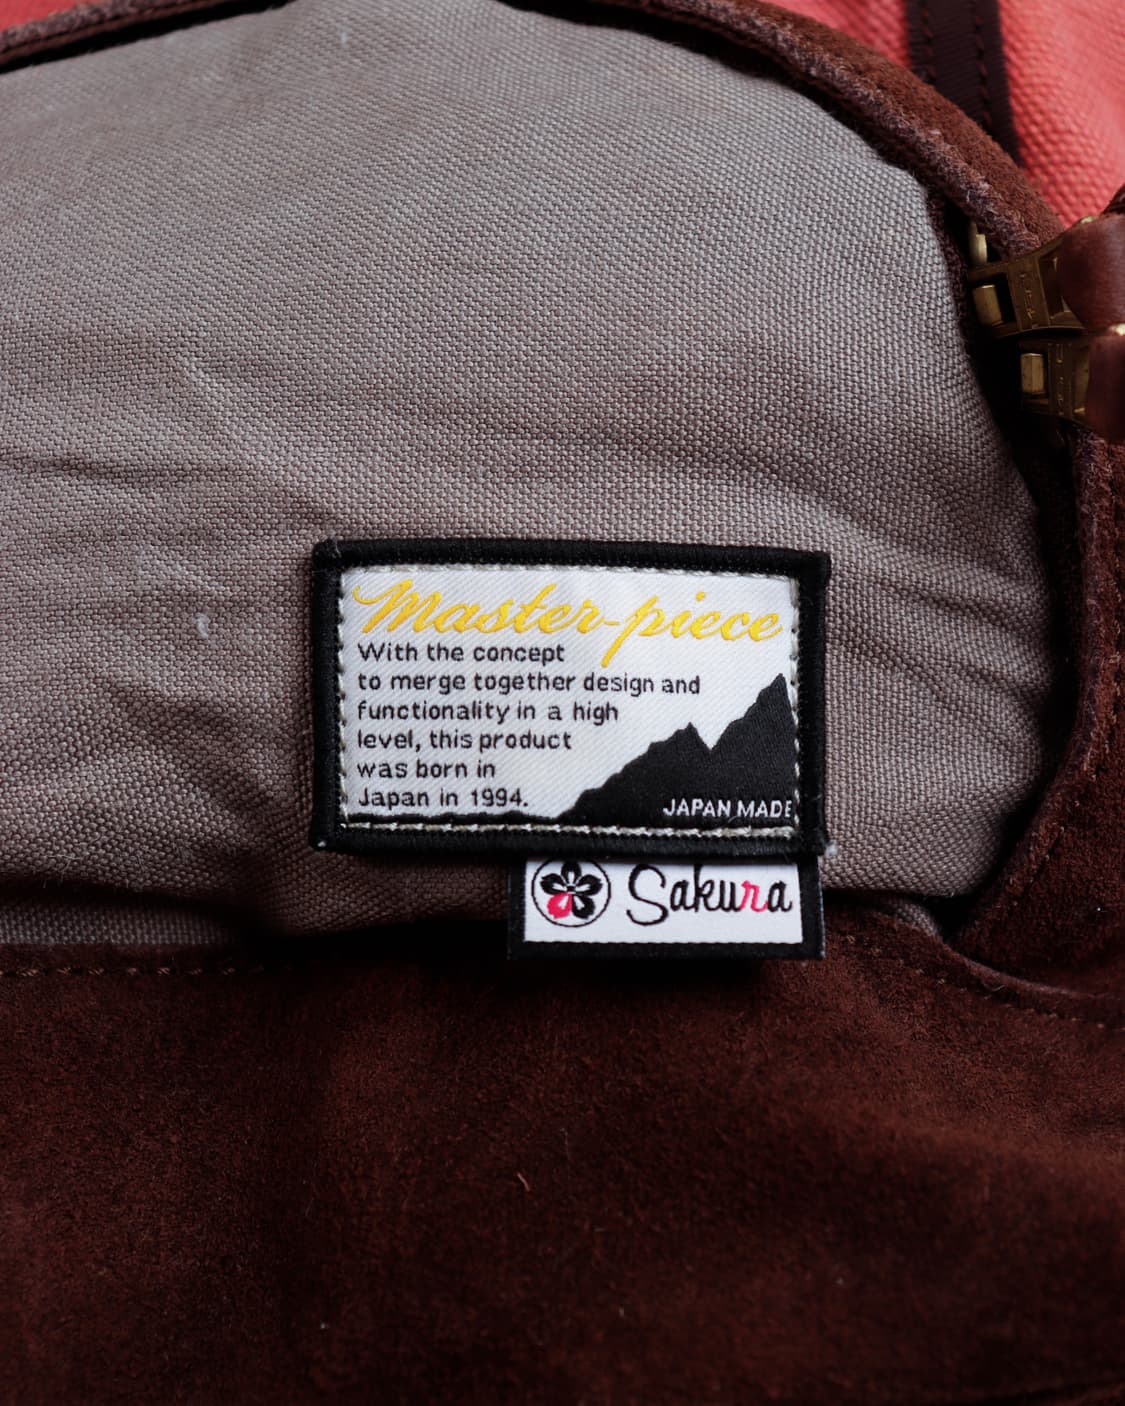 Master-piece
With the concept
to merge together design and
functionality in a high
level, this product
was born in
Japan in 1994.
JAPAN MADE
Sakura